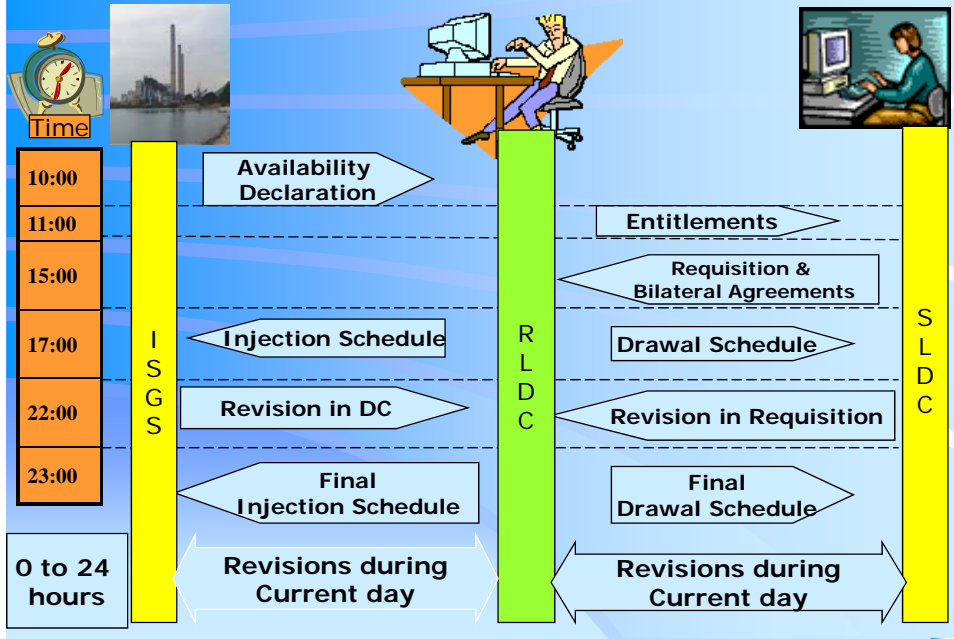 Time
10:00
Availability
Declaration
11:00
Entitlements
15:00
Requisition &
Bilateral Agreements
17:00
Injection Schedule
Drawal Schedule
22:00
Revision in DC
Revision in Requisition
23:00
Final
Injection Schedule
Final
Drawal Schedule
I
S
G
S
R
L
D
C
S
L
D
C
0 to 24
hours
Revisions during
Current day
Revisions during
Current day